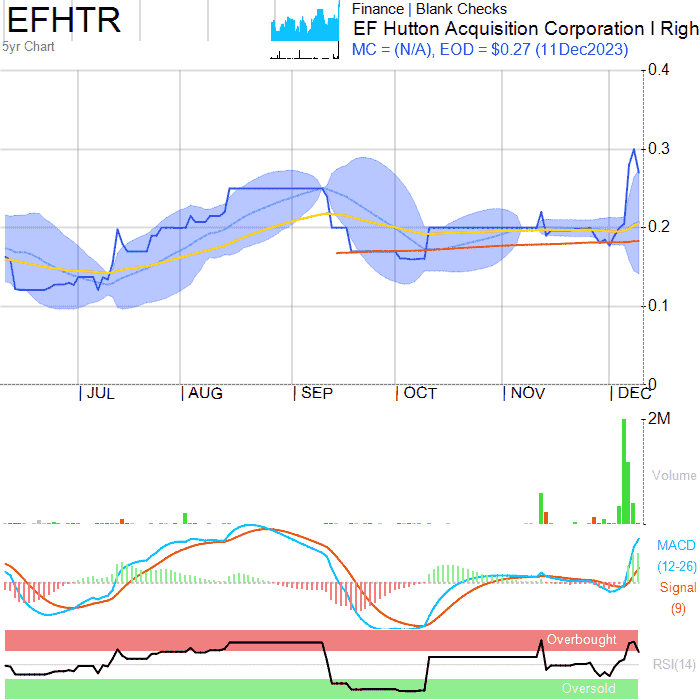 EFHTR
5yr Chart
Finance | Blank Checks
EF Hutton Acquisition Corporation I Righ
MC = (N/A), EOD = $0.27 (11Dec2023)
0.4
0.3
0.2
0.1
0
| JUL | AUG | SEP | OCT | NOV | DEC
2M
Volume
MACD
(12-26)
Signal
(9)
Overbought
RSI(14)
Oversold